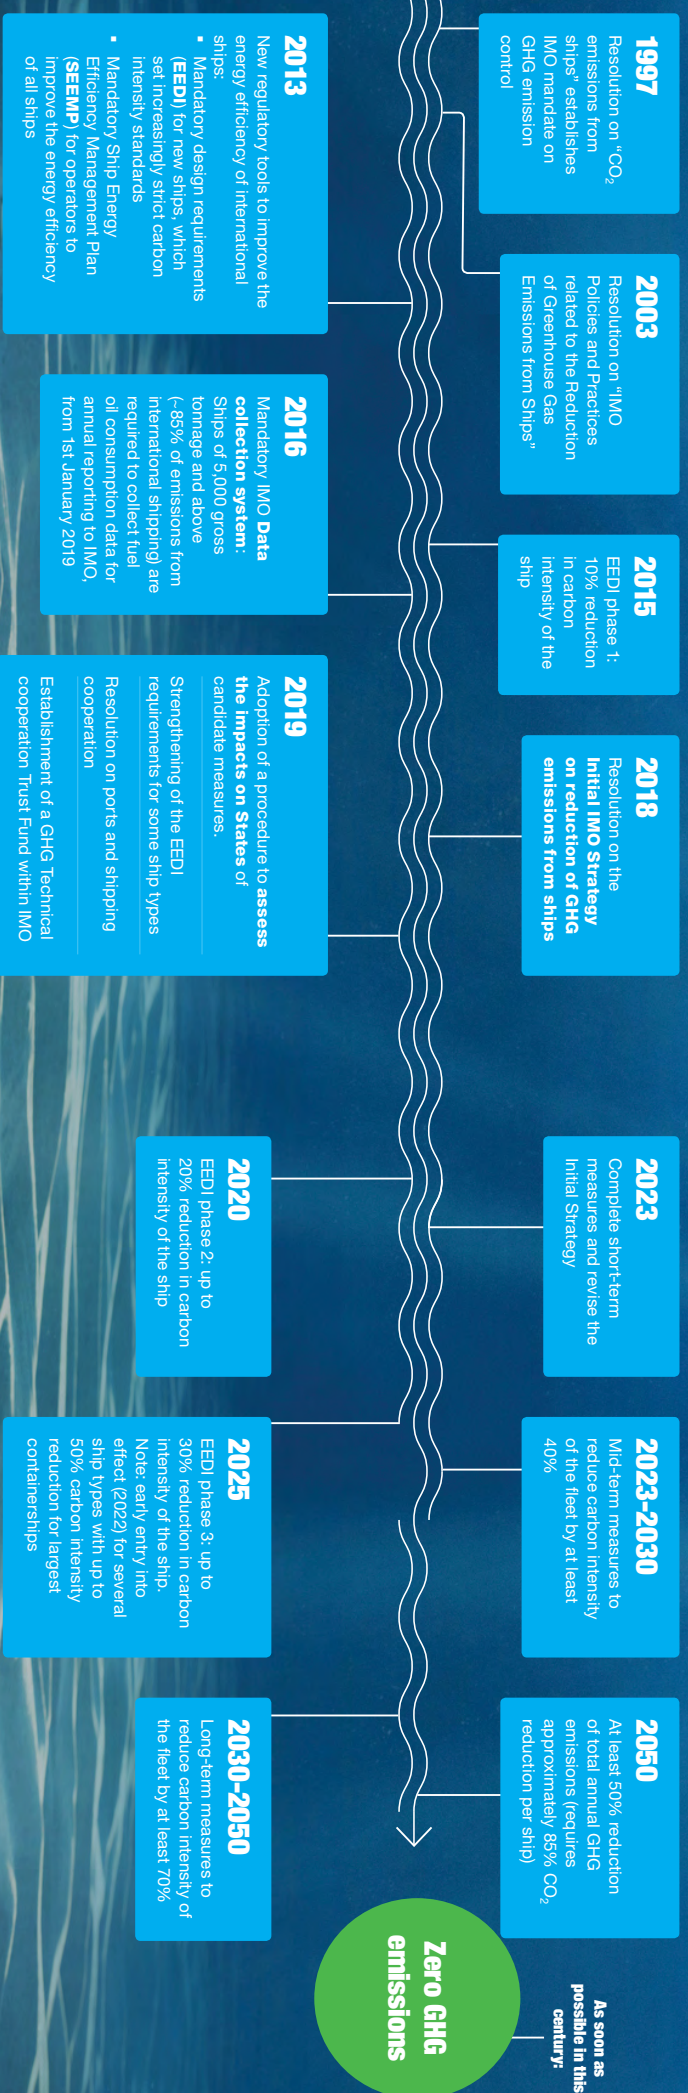 1997
Resolution on “CO₂
emissions from
ships” establishes
IMO mandate on
GHG emission
control
2003
Resolution on “IMO
Policies and Practices
related to the Reduction
of Greenhouse Gas
Emissions from Ships”
2015
EEDI phase 1:
10% reduction
in carbon
intensity of the
ship
2018
Resolution on the
Initial IMO Strategy
on reduction of GHG
emissions from ships
2023
Complete short-term
measures and revise the
Initial Strategy
2023-2030
Mid-term measures to
reduce carbon intensity
of the fleet by at least
40%
2050
At least 50% reduction
of total annual GHG
emissions (requires
approximately 85% CO₂
reduction per ship)
As soon as
possible in this
century:
Zero GHG
emissions
2013
New regulatory tools to improve the
energy efficiency of international
ships:
▪ Mandatory design requirements
(EEDI) for new ships, which
set increasingly strict carbon
intensity standards
▪ Mandatory Ship Energy
Efficiency Management Plan
(SEEMP) for operators to
improve the energy efficiency
of all ships
2016
Mandatory IMO Data
collection system:
Ships of 5,000 gross
tonnage and above
(~85% of emissions from
international shipping) are
required to collect fuel
oil consumption data for
annual reporting to IMO,
from 1st January 2019
2019
Adoption of a procedure to assess
the impacts on States of
candidate measures.
Strengthening of the EEDI
requirements for some ship types
Resolution on ports and shipping
cooperation
Establishment of a GHG Technical
cooperation Trust Fund within IMO
2020
EEDI phase 2: up to
20% reduction in carbon
intensity of the ship
2025
EEDI phase 3: up to
30% reduction in carbon
intensity of the ship.
Note: early entry into
effect (2022) for several
ship types with up to
50% carbon intensity
reduction for largest
containerships
2030-2050
Long-term measures to
reduce carbon intensity of
the fleet by at least 70%